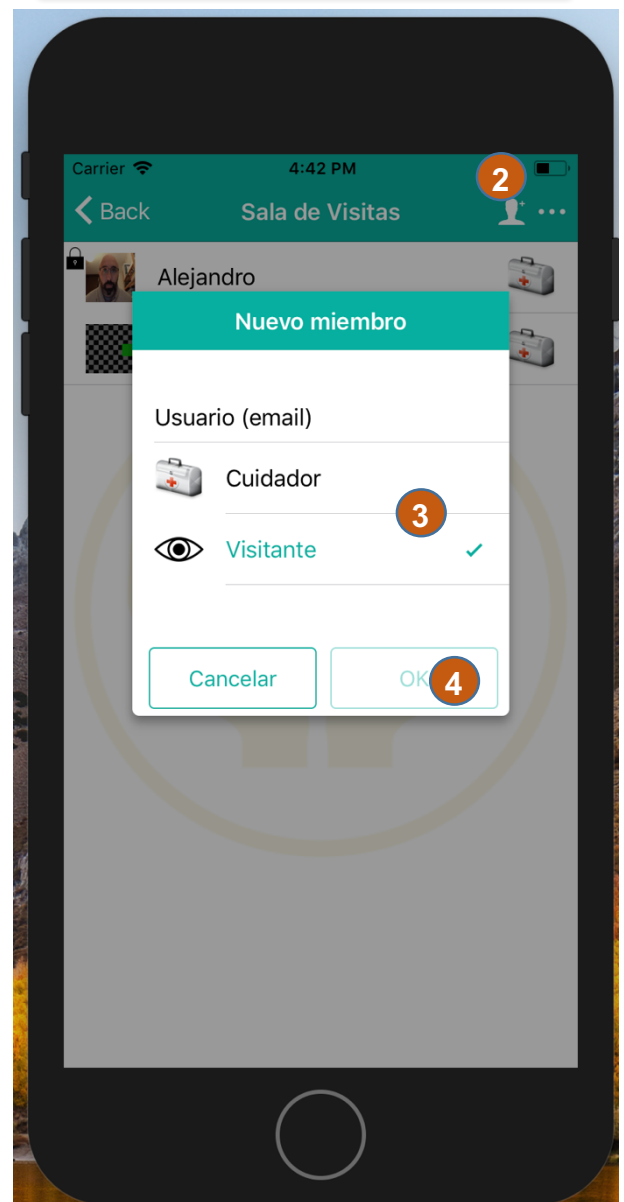 Carrier 4:42 PM 2
Back Sala de Visitas
Alejandro
Nuevo miembro
Usuario (email)
Cuidador
3
Visitante
Cancelar OK 4